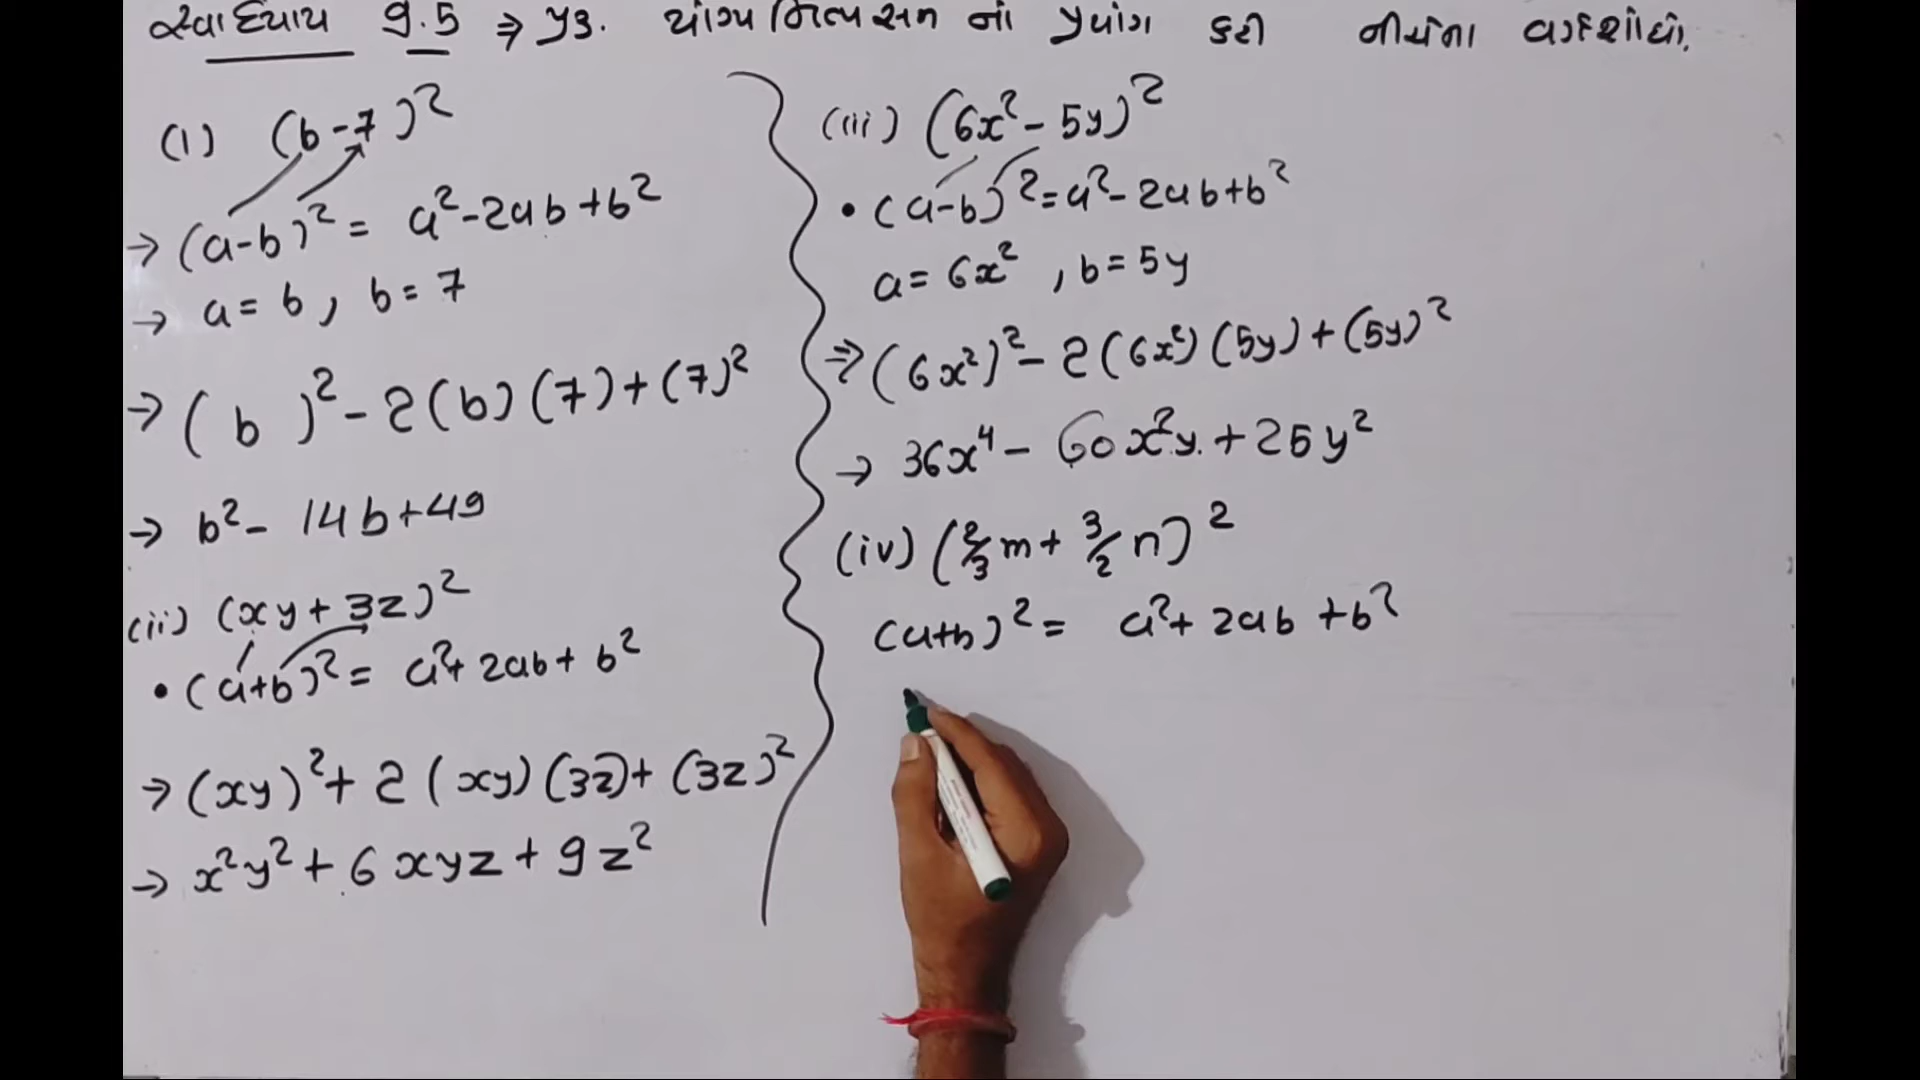 સ્વાધ્યાય 9.5 ⇒ પ્ર3. યોગ્ય નિત્યસમ નો પ્રયોગ કરી નીચેના વર્ગ શોધો.
(i) (b-7)²
→ (a-b)² = a²-2ab+b²
→ a=b, b=7
→ (b)²-2(b)(7)+(7)²
→ b²-14b+49
(ii) (xy+3z)²
• (a+b)² = a²+2ab+b²
→ (xy)²+2(xy)(3z)+(3z)²
→ x²y²+6xyz+9z²
(iii) (6x²-5y)²
• (a-b)²=a²-2ab+b²
a=6x², b=5y
⇒ (6x²)²-2(6x²)(5y)+(5y)²
→ 36x⁴-60x²y+25y²
(iv) (2/3m+3/2n)²
(a+b)² = a²+2ab+b²